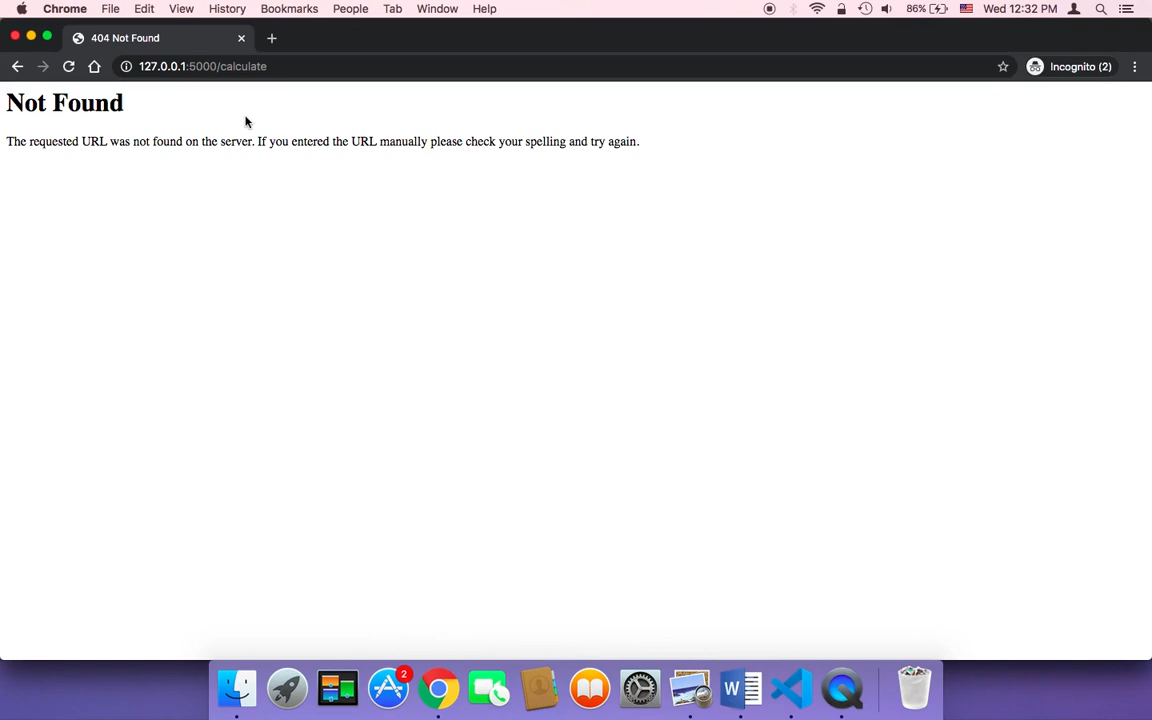 Chrome File Edit View History Bookmarks People Tab Window Help 86% Wed 12:32 PM
404 Not Found
127.0.0.1:5000/calculate Incognito (2)
Not Found
The requested URL was not found on the server. If you entered the URL manually please check your spelling and try again.
2
W